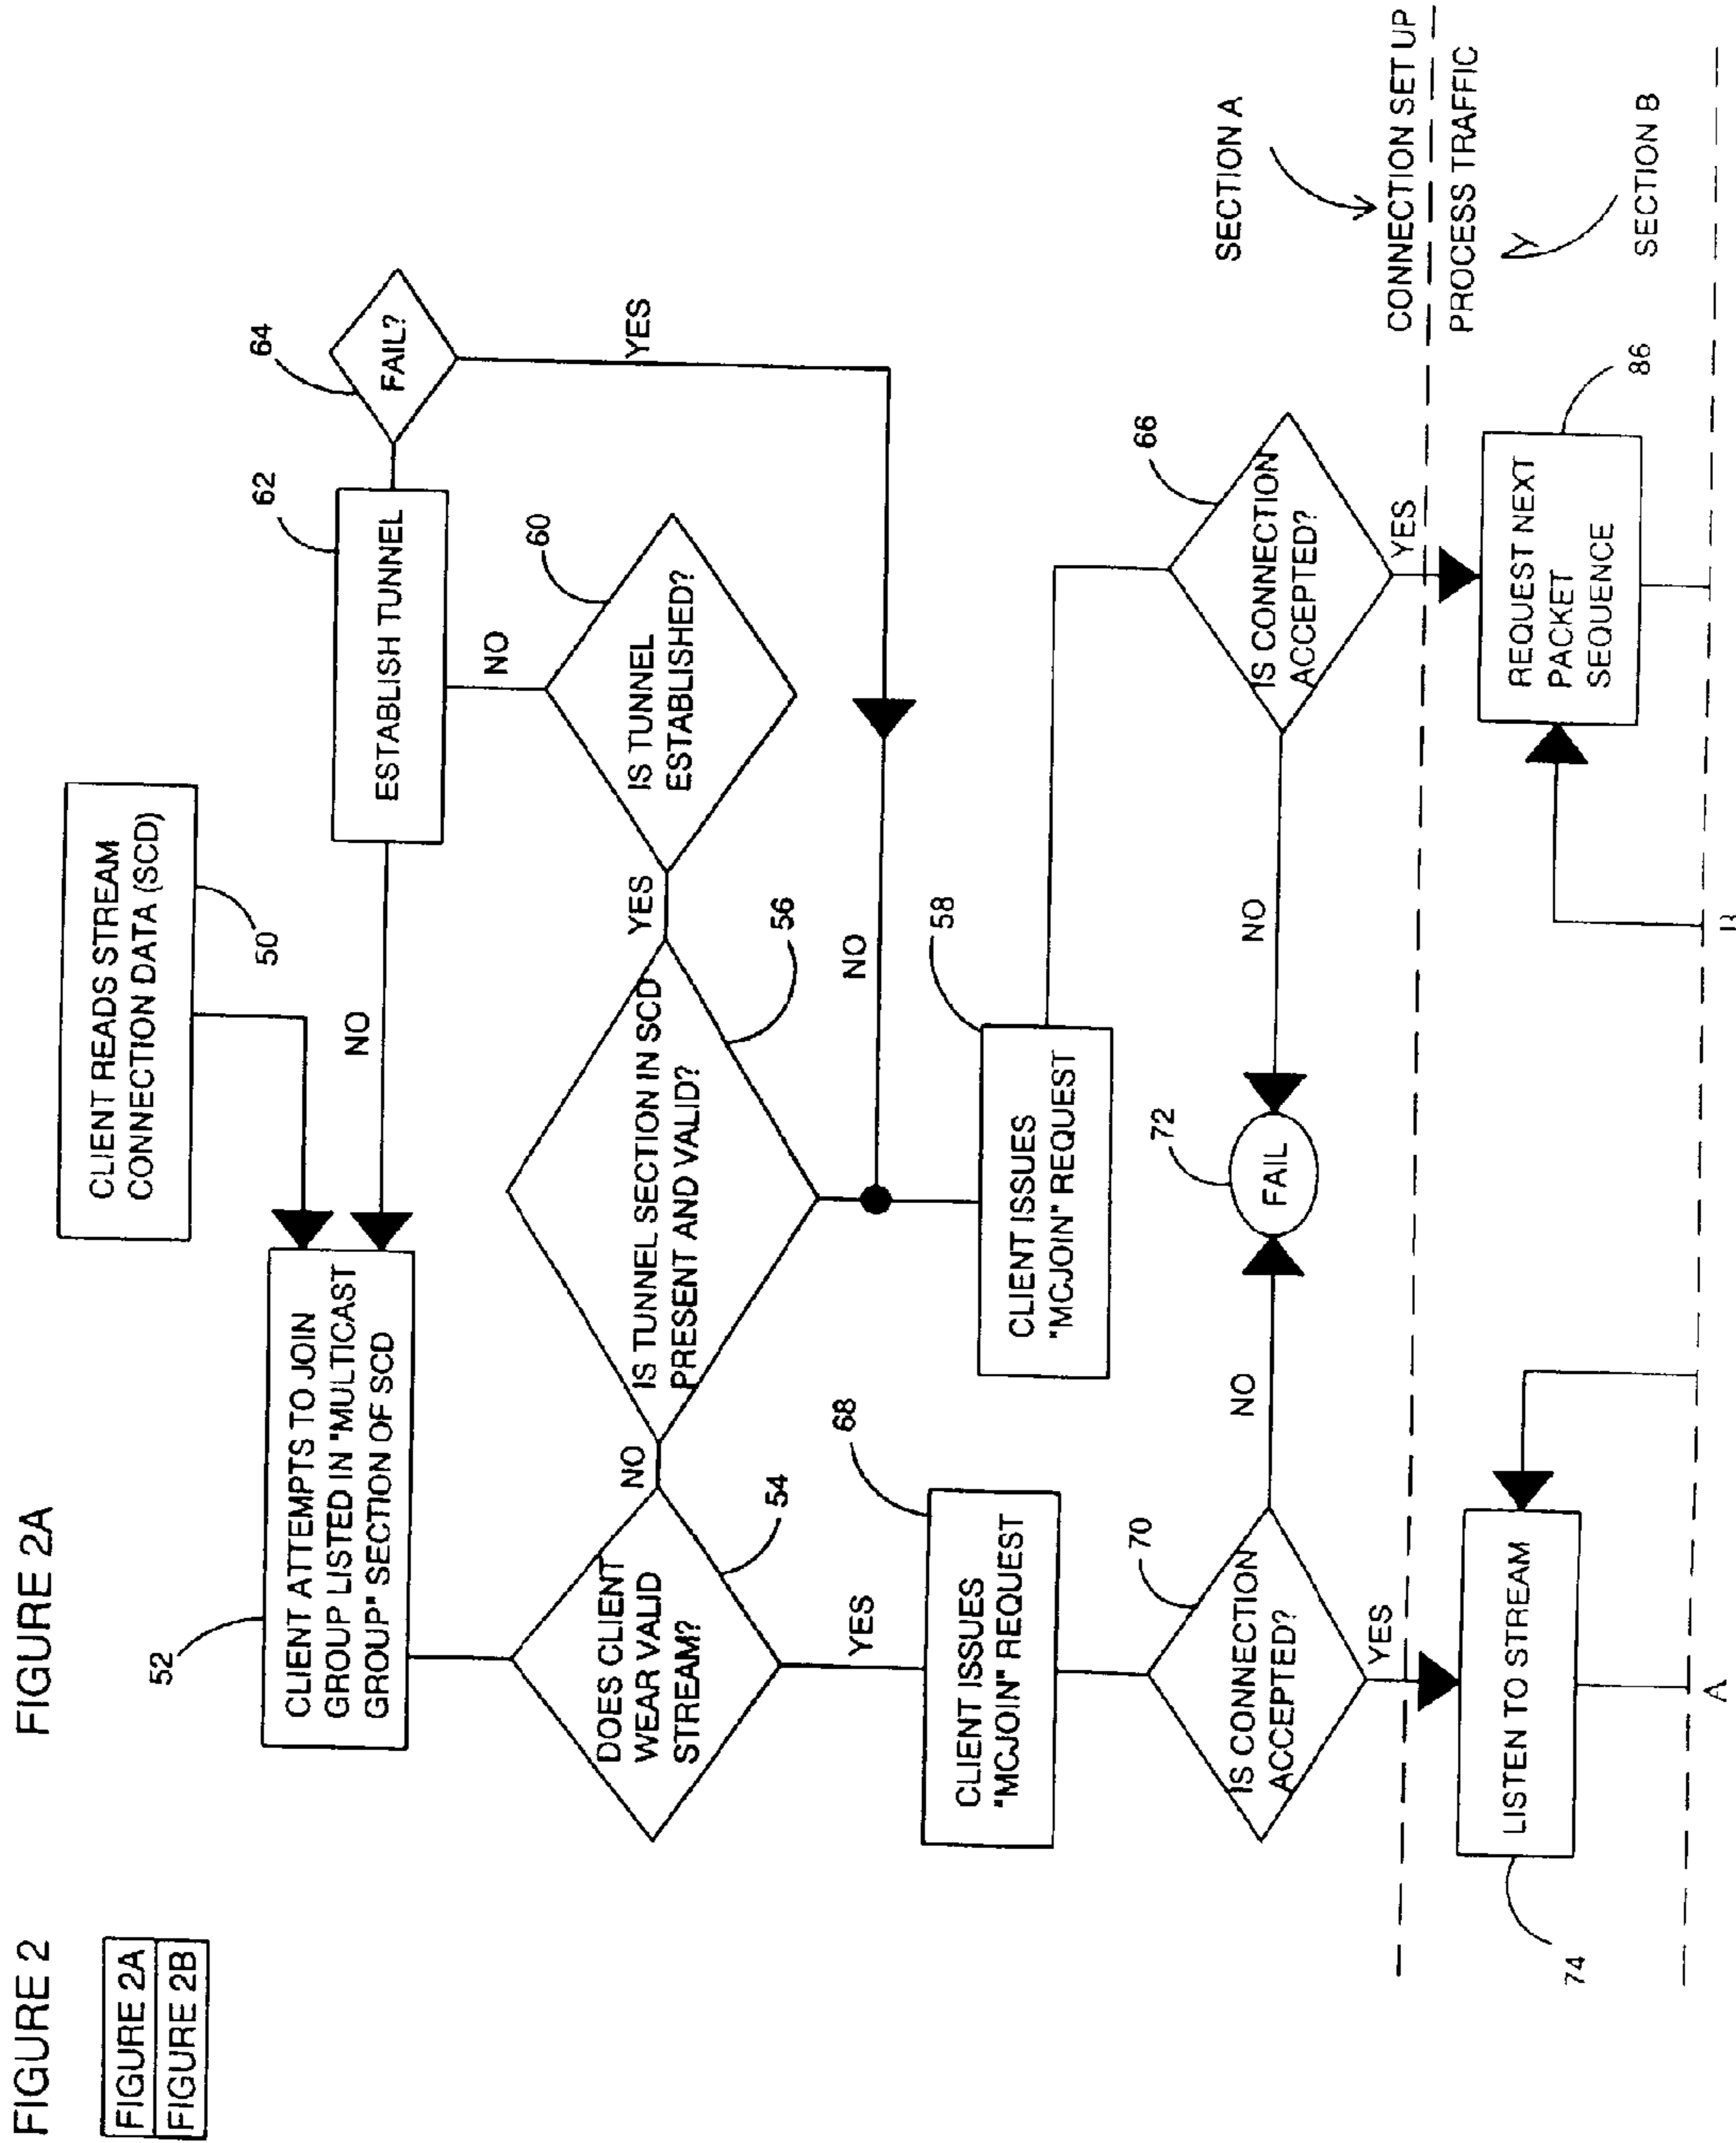 FIGURE 2
FIGURE 2A
FIGURE 2B
FIGURE 2A
CLIENT READS STREAM
CONNECTION DATA (SCD)
50
52
CLIENT ATTEMPTS TO JOIN
GROUP LISTED IN "MULTICAST
GROUP" SECTION OF SCD
NO
62
ESTABLISH TUNNEL
64
FAIL?
YES
NO
DOES CLIENT
WEAR VALID
STREAM?
54
NO
IS TUNNEL SECTION IN SCD
PRESENT AND VALID?
56
YES
IS TUNNEL
ESTABLISHED?
60
NO
YES
68
CLIENT ISSUES
"MCJOIN" REQUEST
58
CLIENT ISSUES
"MCJOIN" REQUEST
70
IS CONNECTION
ACCEPTED?
NO
72
FAIL
NO
66
IS CONNECTION
ACCEPTED?
YES
YES
SECTION A
CONNECTION SET UP
PROCESS TRAFFIC
SECTION B
74
LISTEN TO STREAM
REQUEST NEXT
PACKET
SEQUENCE
86
A